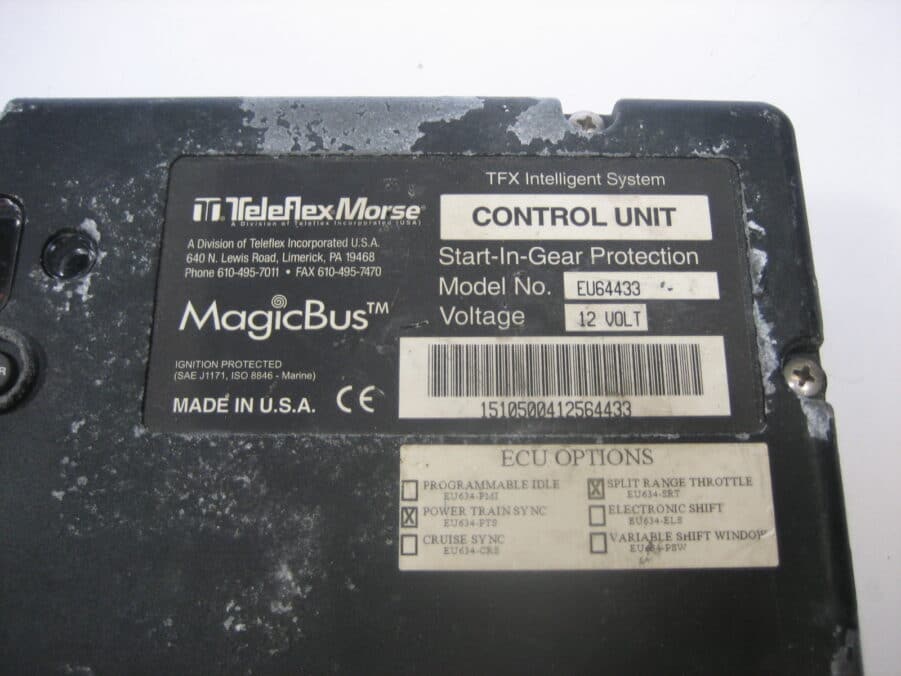 TeleflexMorse®
A Division of Teleflex Incorporated (USA)
A Division of Teleflex Incorporated U.S.A.
640 N. Lewis Road, Limerick, PA 19468
Phone 610-495-7011 • FAX 610-495-7470
MagicBus™
IGNITION PROTECTED
(SAE J1171, ISO 8846 - Marine)
MADE IN U.S.A. CE
TFX Intelligent System
CONTROL UNIT
Start-In-Gear Protection
Model No. EU64433
Voltage 12 VOLT
1510500412564433
ECU OPTIONS
PROGRAMMABLE IDLE
EU634-PMI
POWER TRAIN SYNC
EU634-PTS
CRUISE SYNC
EU634-CRS
SPLIT RANGE THROTTLE
EU634-SRT
ELECTRONIC SHIFT
EU634-ELS
VARIABLE SHIFT WINDOW
EU634-PSW
R